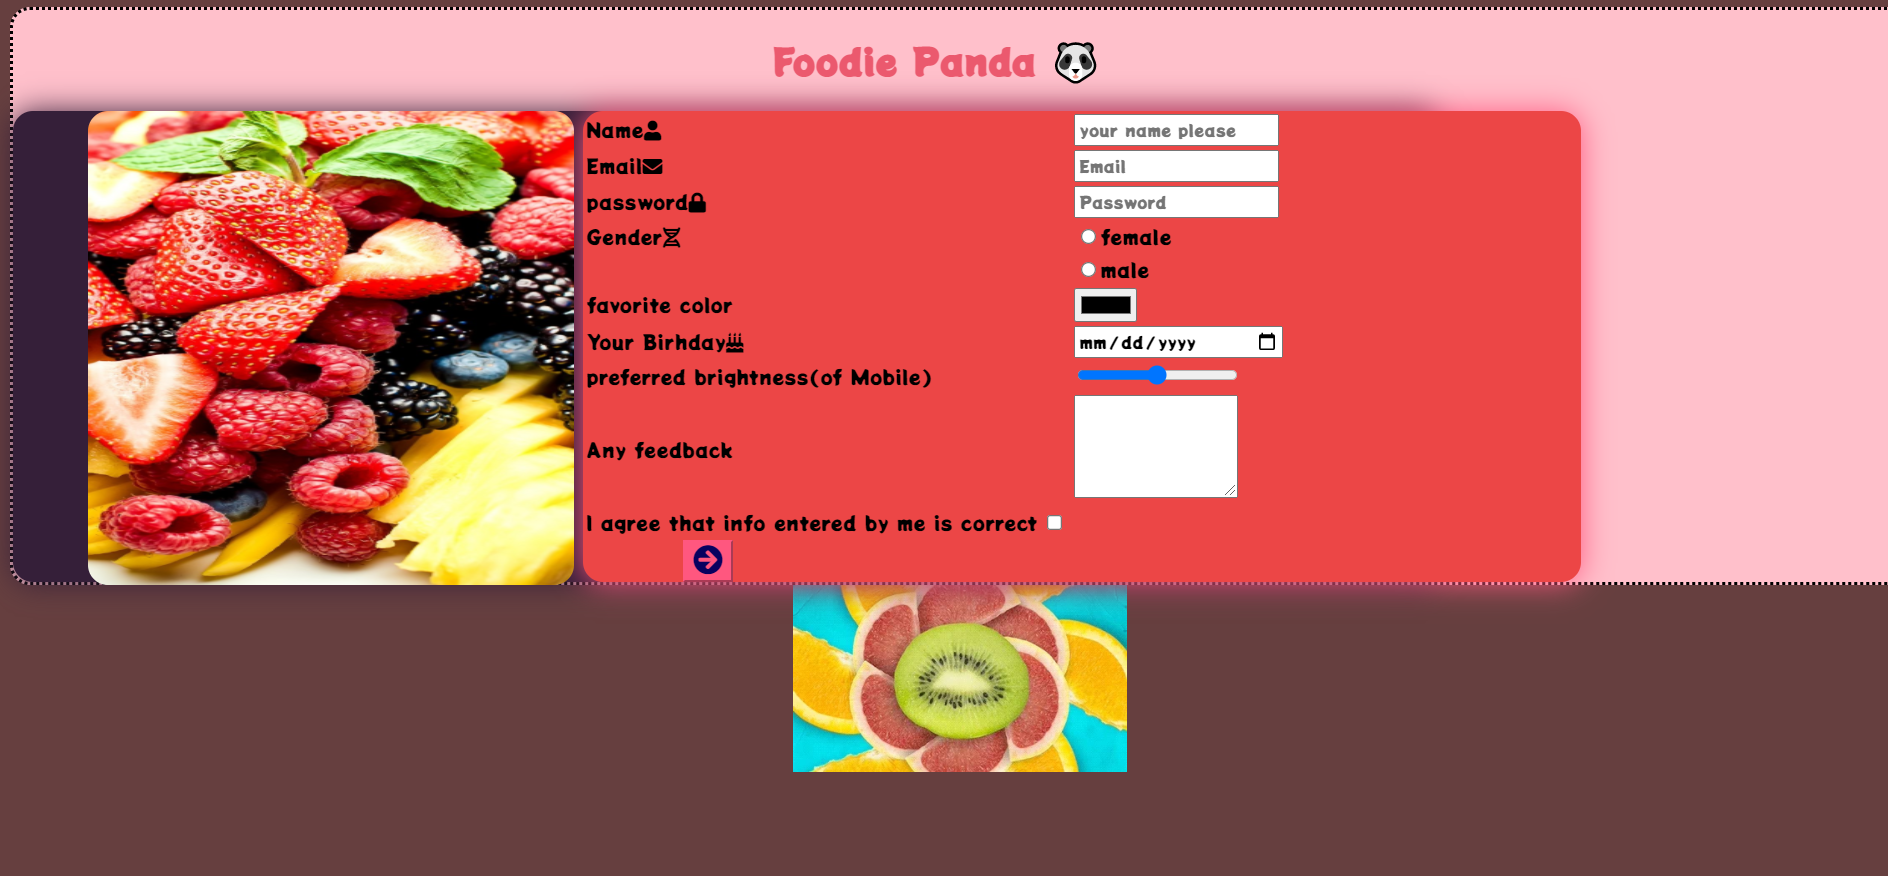 Foodie Panda
Name your name please
Email Email
password Password
Gender female
male
favorite color
Your Birhday mm/dd/yyyy
preferred brightness(of Mobile)
Any feedback
I agree that info entered by me is correct